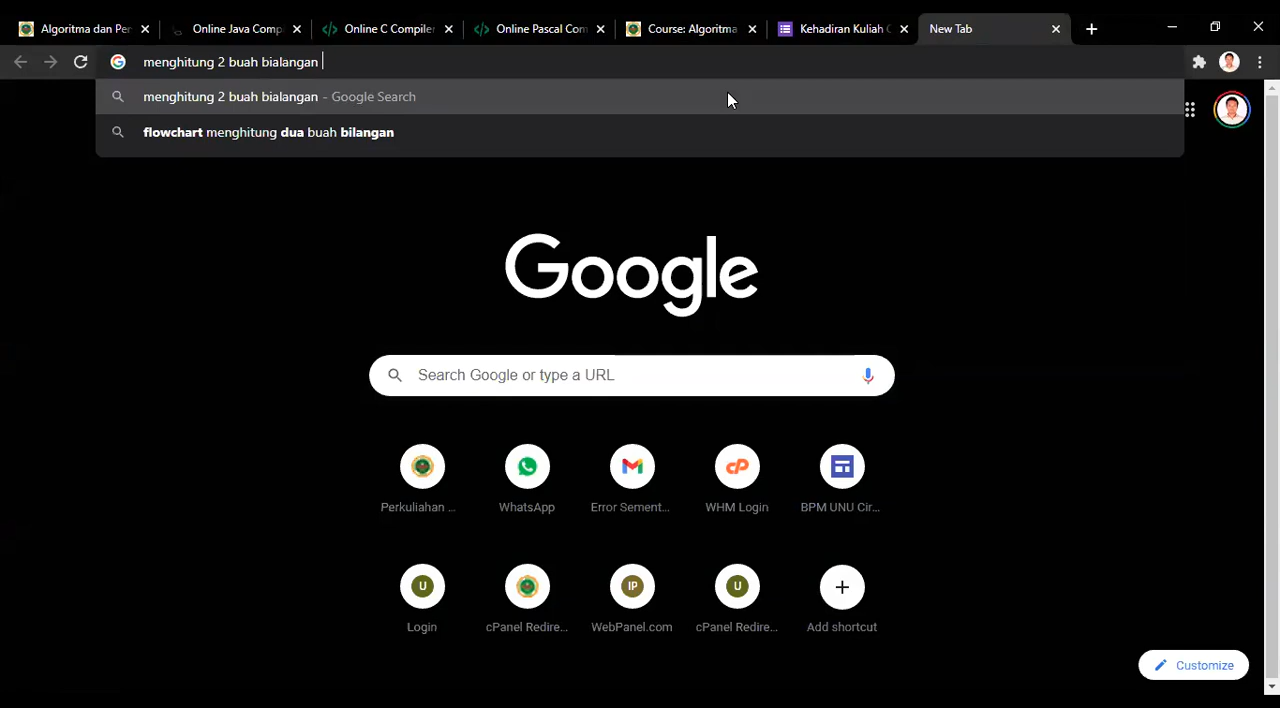 Algoritma dan Per
Online Java Comp
Online C Compiler
Online Pascal Com
Course: Algoritma
Kehadiran Kuliah
New Tab
menghitung 2 buah bialangan
menghitung 2 buah bialangan - Google Search
flowchart menghitung dua buah bilangan
Google
Search Google or type a URL
Perkuliahan ...
WhatsApp
Error Sement...
WHM Login
BPM UNU Cir...
U
IP
U
Login
cPanel Redire...
WebPanel.com
cPanel Redire...
Add shortcut
Customize